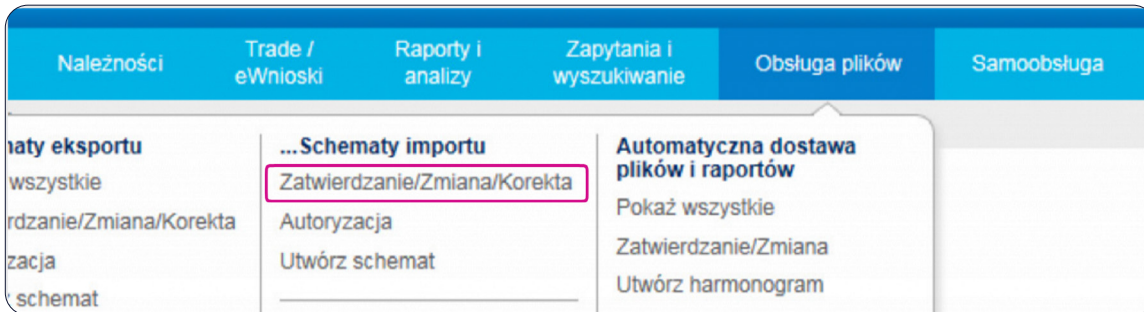 Należności
Trade /
eWnioski
Raporty i
analizy
Zapytania i
wyszukiwanie
Obsługa plików
Samoobsługa
eksportu
wszystkie
rdzanie/Zmiana/Korekta
zacja
schemat
...Schematy importu
Zatwierdzanie/Zmiana/Korekta
Autoryzacja
Utwórz schemat
Automatyczna dostawa
plików i raportów
Pokaż wszystkie
Zatwierdzanie/Zmiana
Utwórz harmonogram